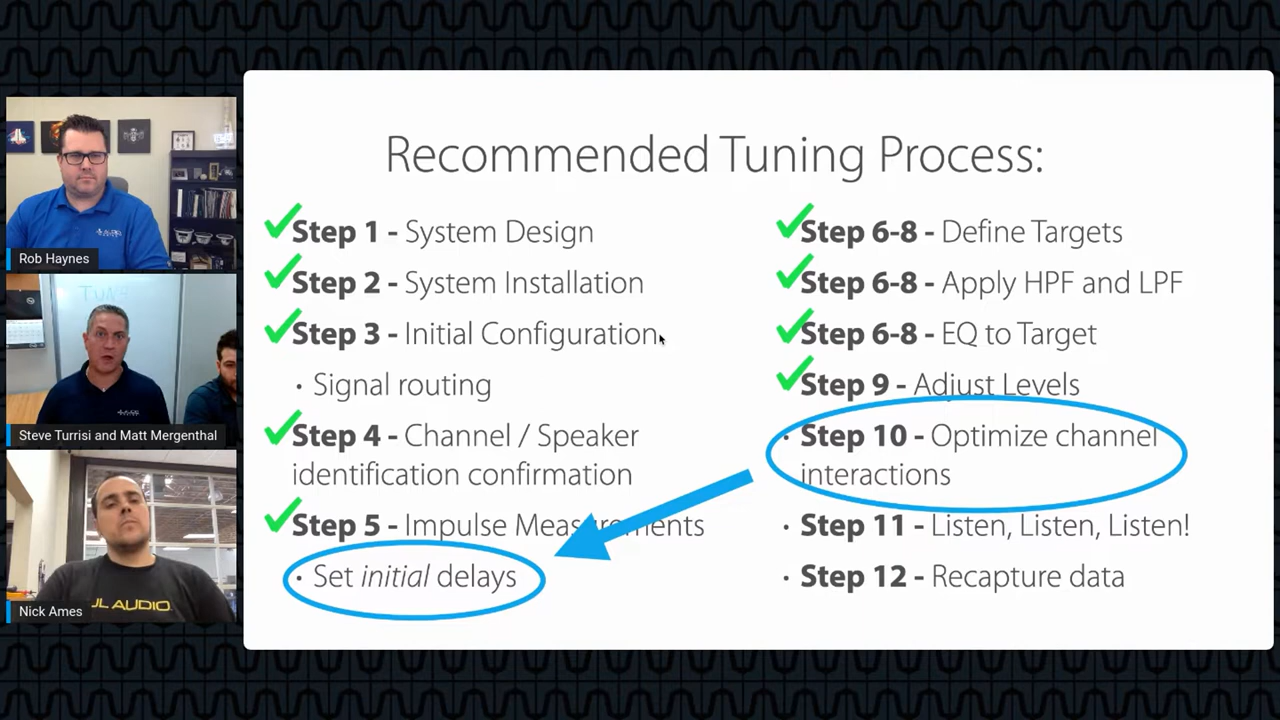 Recommended Tuning Process:
Step 1 - System Design
Step 2 - System Installation
Step 3 - Initial Configuration
• Signal routing
Step 4 - Channel / Speaker
identification confirmation
Step 5 - Impulse Measurements
• Set initial delays
Step 6-8 - Define Targets
Step 6-8 - Apply HPF and LPF
Step 6-8 - EQ to Target
Step 9 - Adjust Levels
• Step 10 - Optimize channel
interactions
• Step 11 - Listen, Listen, Listen!
• Step 12 - Recapture data
Rob Haynes
TUN
Steve Turrisi and Matt Mergenthal
JL AUDIO
Nick Ames